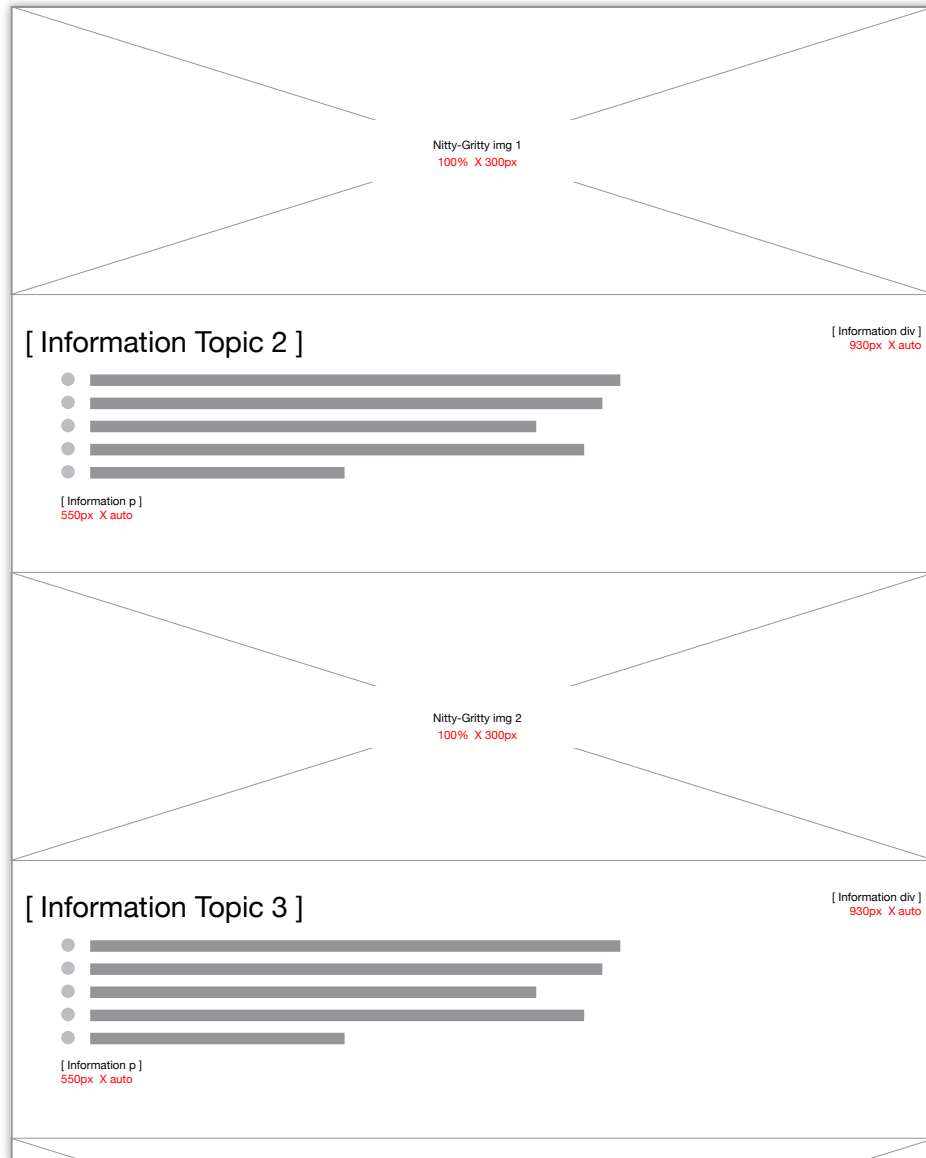 Nitty-Gritty img 1
100% X 300px
[ Information Topic 2 ]
[ Information div ]
930px X auto
[ Information p ]
550px X auto
Nitty-Gritty img 2
100% X 300px
[ Information Topic 3 ]
[ Information div ]
930px X auto
[ Information p ]
550px X auto